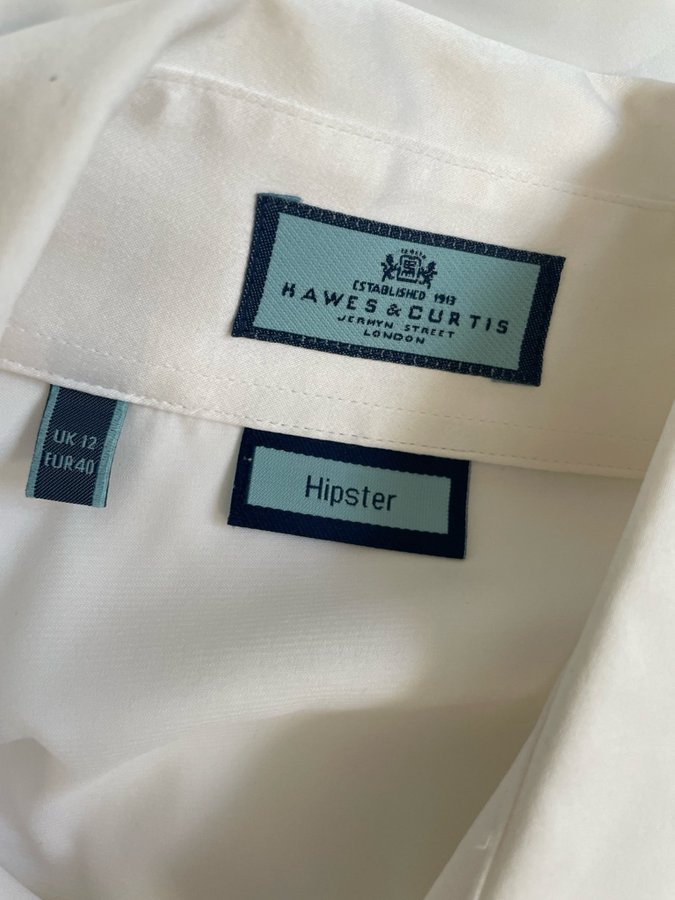 ESTABLISHED 1913
HAWES & CURTIS
JERMYN STREET
LONDON
UK 12
EUR 40
Hipster